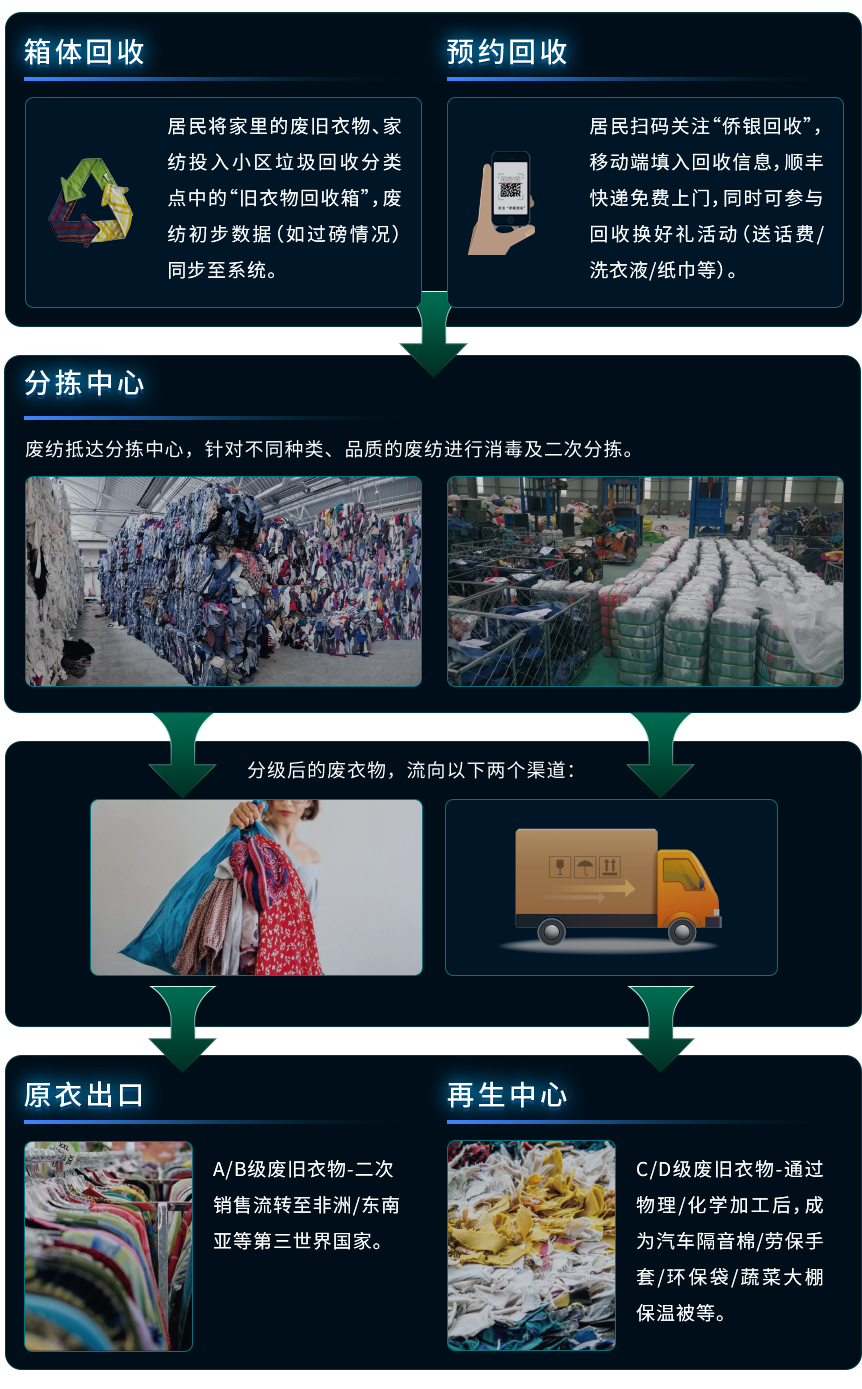 箱体回收
居民将家里的废旧衣物、家
纺投入小区垃圾回收分类
点中的“旧衣物回收箱”，废
纺初步数据（如过磅情况）
同步至系统。
预约回收
居民扫码关注“侨银回收”，
移动端填入回收信息，顺丰
快递免费上门，同时可参与
回收换好礼活动（送话费/
洗衣液/纸巾等）。
分拣中心
废纺抵达分拣中心，针对不同种类、品质的废纺进行消毒及二次分拣。
分级后的废衣物，流向以下两个渠道：
原衣出口
XXL
A/B级废旧衣物-二次
销售流转至非洲/东南
亚等第三世界国家。
再生中心
C/D级废旧衣物-通过
物理/化学加工后，成
为汽车隔音棉/劳保手
套/环保袋/蔬菜大棚
保温被等。